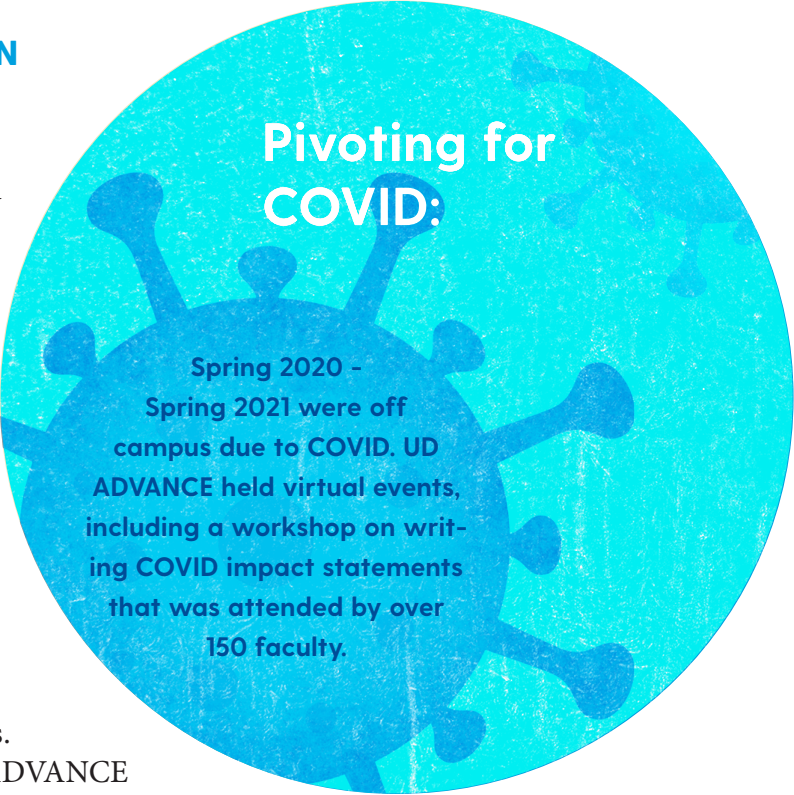 N
Pivoting for
COVID:
Spring 2020 -
Spring 2021 were off
campus due to COVID. UD
ADVANCE held virtual events,
including a workshop on writ-
ing COVID impact statements
that was attended by over
150 faculty.
s.
ADVANCE